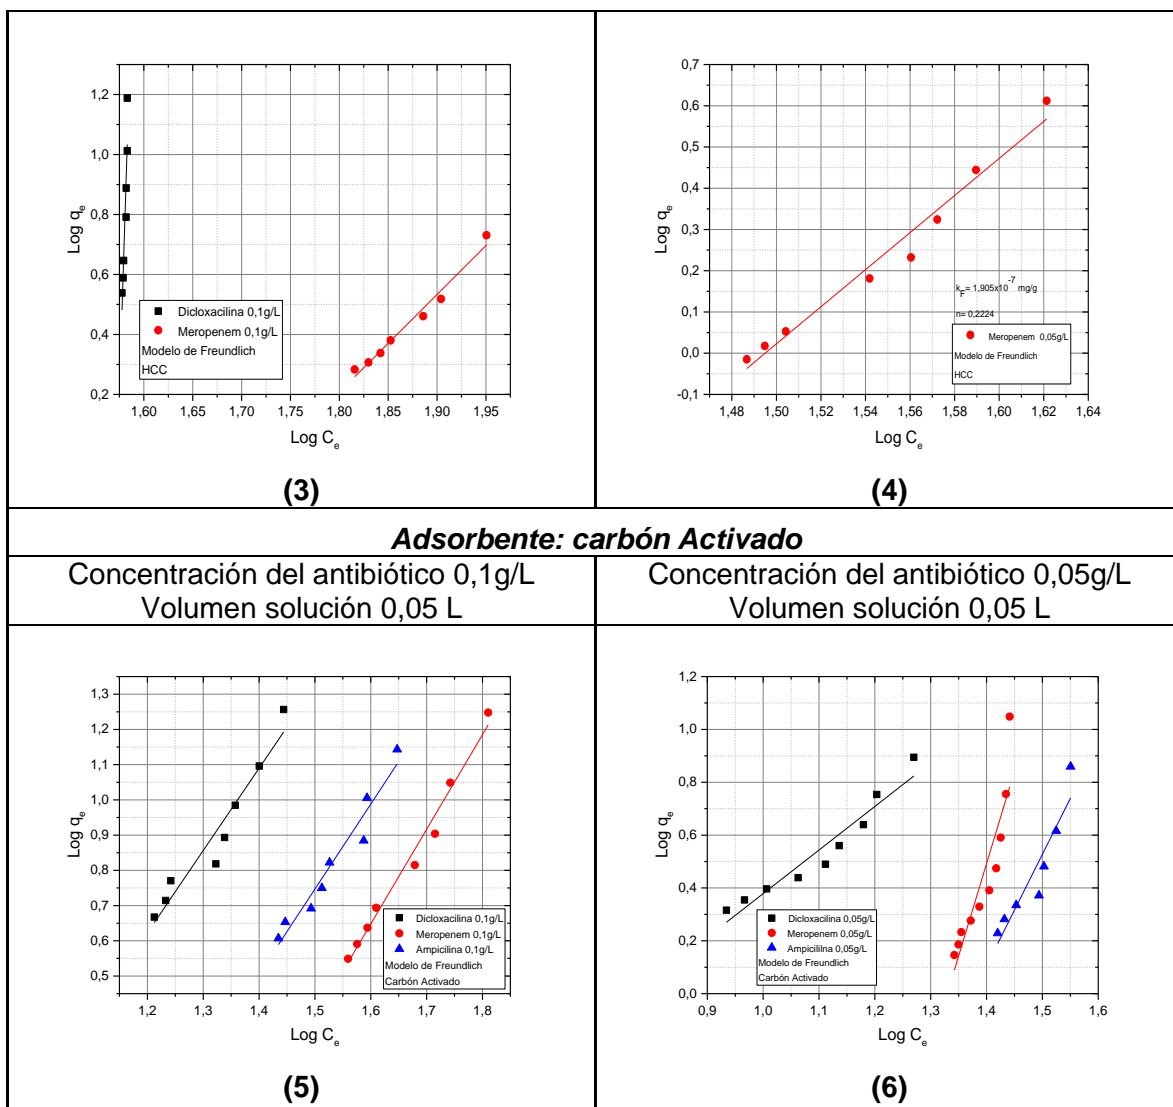 1,2
1,0
0,8
0,6
0,4
0,2
Log qe
1,60 1,65 1,70 1,75 1,80 1,85 1,90 1,95
Log Ce
Dicloxacilina 0,1g/L
Meropenem 0,1g/L
Modelo de Freundlich
HCC
(3)
0,7
0,6
0,5
0,4
0,3
0,2
0,1
0,0
-0,1
Log qe
1,48 1,50 1,52 1,54 1,56 1,58 1,60 1,62 1,64
Log Ce
kF= 1,905x10-7 mg/g
n= 0,2224
Meropenem 0,05g/L
Modelo de Freundlich
HCC
(4)
Adsorbente: carbón Activado
Concentración del antibiótico 0,1g/L
Volumen solución 0,05 L
Concentración del antibiótico 0,05g/L
Volumen solución 0,05 L
1,3
1,2
1,1
1,0
0,9
0,8
0,7
0,6
0,5
Log qe
1,2 1,3 1,4 1,5 1,6 1,7 1,8
Log Ce
Dicloxacilina 0,1g/L
Meropenem 0,1g/L
Ampicilina 0,1g/L
Modelo de Freundlich
Carbón Activado
(5)
1,2
1,0
0,8
0,6
0,4
0,2
0,0
Log qe
0,9 1,0 1,1 1,2 1,3 1,4 1,5 1,6
Log Ce
Dicloxacilina 0,05g/L
Meropenem 0,05g/L
Ampicililna 0,05g/L
Modelo de Freundlich
Carbón Activado
(6)